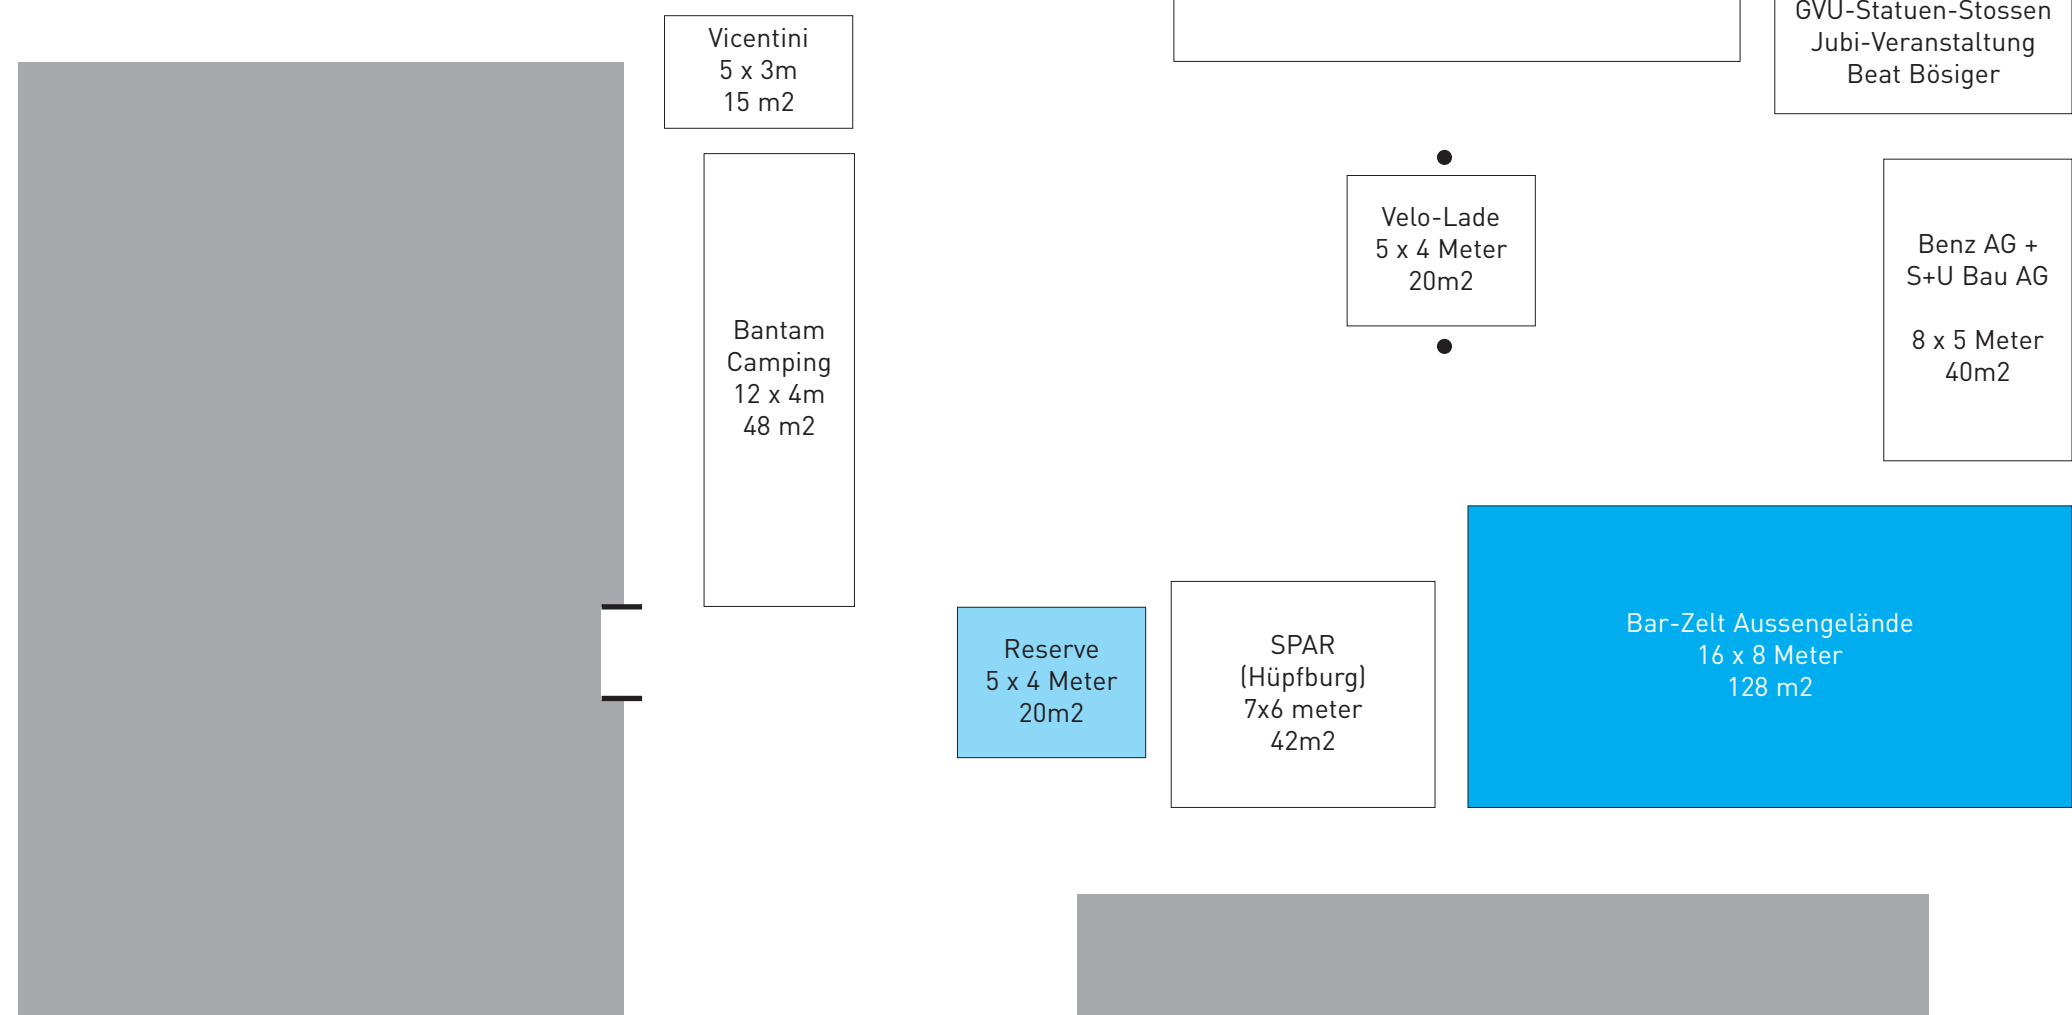 Vicentini
5 x 3m
15 m2
GVU-Statuen-Stossen
Jubi-Veranstaltung
Beat Bösiger
Bantam
Camping
12 x 4m
48 m2
Velo-Lade
5 x 4 Meter
20m2
Benz AG +
S+U Bau AG
8 x 5 Meter
40m2
Reserve
5 x 4 Meter
20m2
SPAR
(Hüpfburg)
7x6 meter
42m2
Bar-Zelt Aussengelände
16 x 8 Meter
128 m2